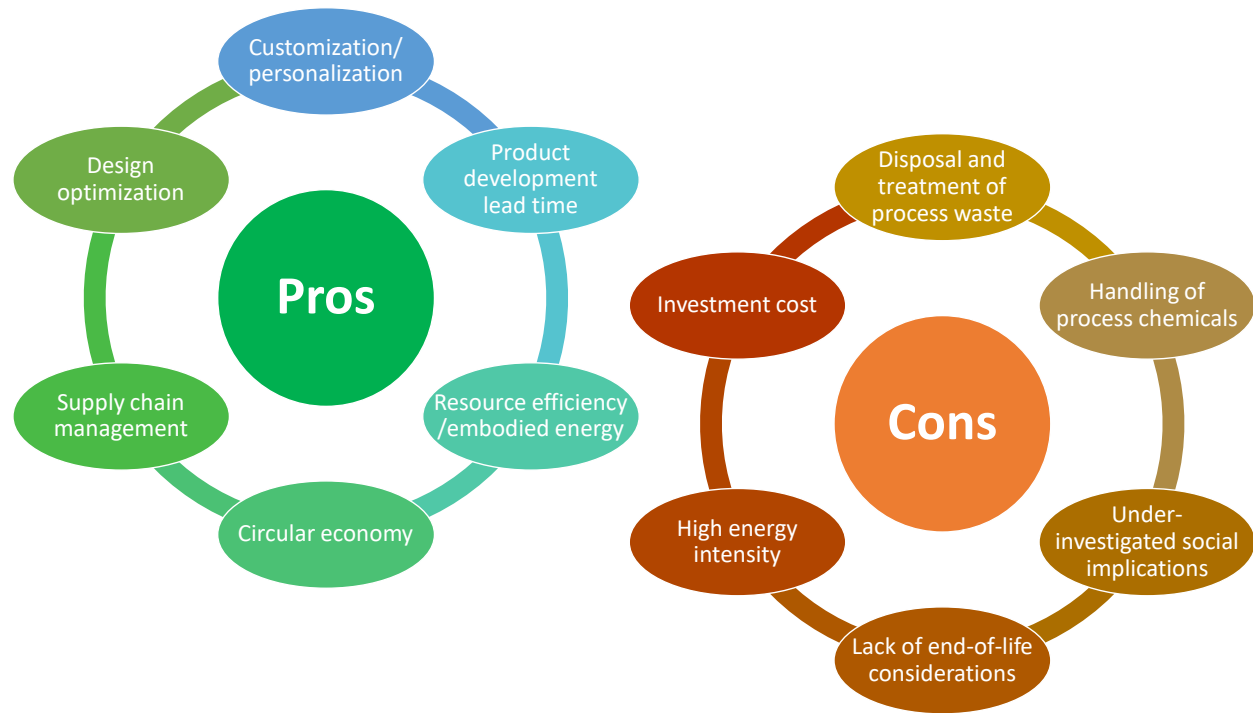 Customization/
personalization
Product
development
lead time
Resource efficiency
/embodied energy
Circular economy
Supply chain
management
Design
optimization
Pros
Disposal and
treatment of
process waste
Handling of
process chemicals
Under-
investigated social
implications
Lack of end-of-life
considerations
High energy
intensity
Investment cost
Cons